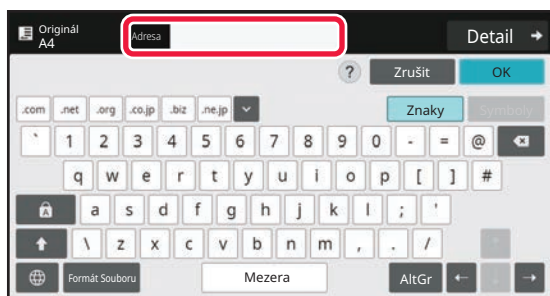 Originál
A4
Adresa
Detail
? Zrušit OK
.com .net .org .co.jp .biz .ne.jp Znaky Symboly
` 1 2 3 4 5 6 7 8 9 0 - = @
q w e r t y u i o p [ ] #
A a s d f g h j k l ; '
\ z x c v b n m , . /
Formát Souboru Mezera AltGr ← ↓ →